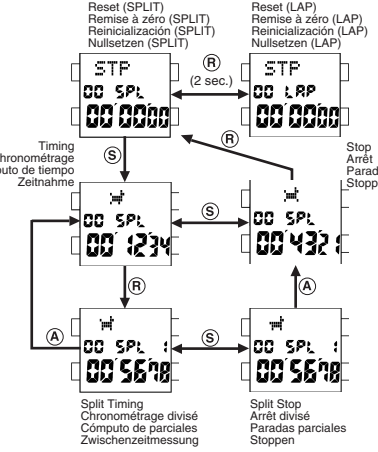 Reset (SPLIT)
Remise à zéro (SPLIT)
Reinicialización (SPLIT)
Nullsetzen (SPLIT)
Reset (LAP)
Remise à zéro (LAP)
Reinicialización (LAP)
Nullsetzen (LAP)
STP
00 SPL
00'00'00
R
(2 sec.)
STP
00 LAP
00'00'00
Timing
hronométrage
uto de tiempo
Zeitnahme
S
R
Stop
Arrêt
Parad
Stopp
00 SPL
00'12'34
S
00 SPL
00'43'21
R
A
A
00 SPL 1
00'56'78
S
00 SPL 1
00'56'78
Split Timing
Chronométrage divisé
Cómputo de parciales
Zwischenzeitmessung
Split Stop
Arrêt divisé
Paradas parciales
Stoppen